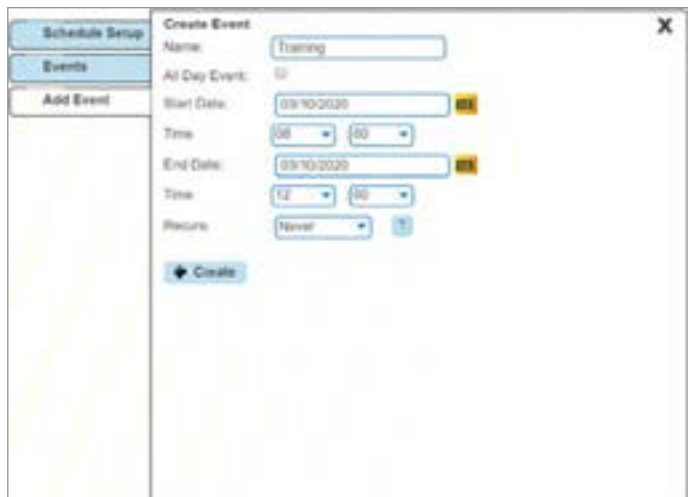 Schedule Setup
Events
Add Event
Create Event
X
Name: Training
All Day Event:
Start Date: 03/10/2020
Time 08 : 00
End Date: 03/10/2020
Time 12 : 00
Recurs: Never ?
Create